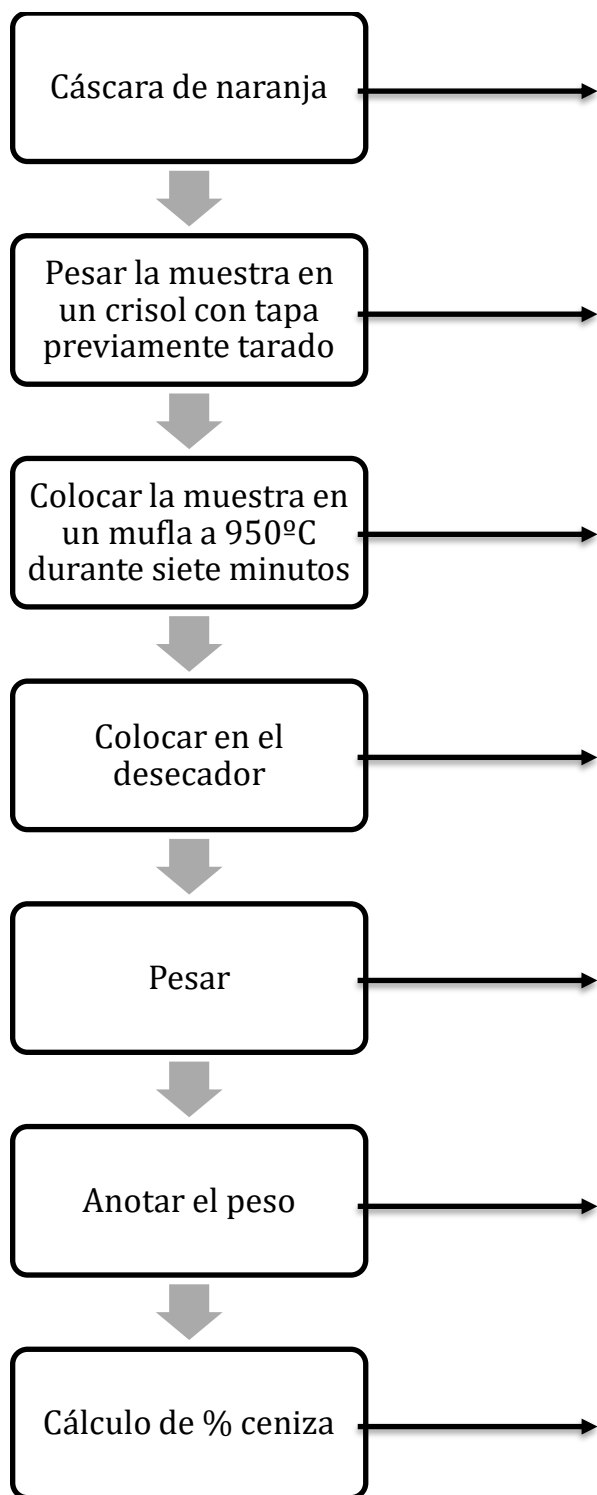 Cáscara de naranja
Pesar la muestra en
un crisol con tapa
previamente tarado
Colocar la muestra en
un mufla a 950ºC
durante siete minutos
Colocar en el
desecador
Pesar
Anotar el peso
Cálculo de % ceniza